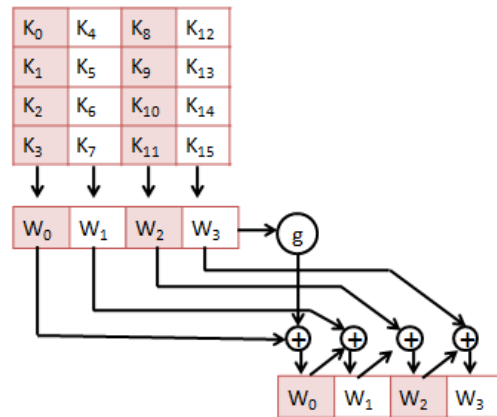 K₀ K₄ K₈ K₁₂
K₁ K₅ K₉ K₁₃
K₂ K₆ K₁₀ K₁₄
K₃ K₇ K₁₁ K₁₅
W₀ W₁ W₂ W₃ g
+ + + +
W₀ W₁ W₂ W₃